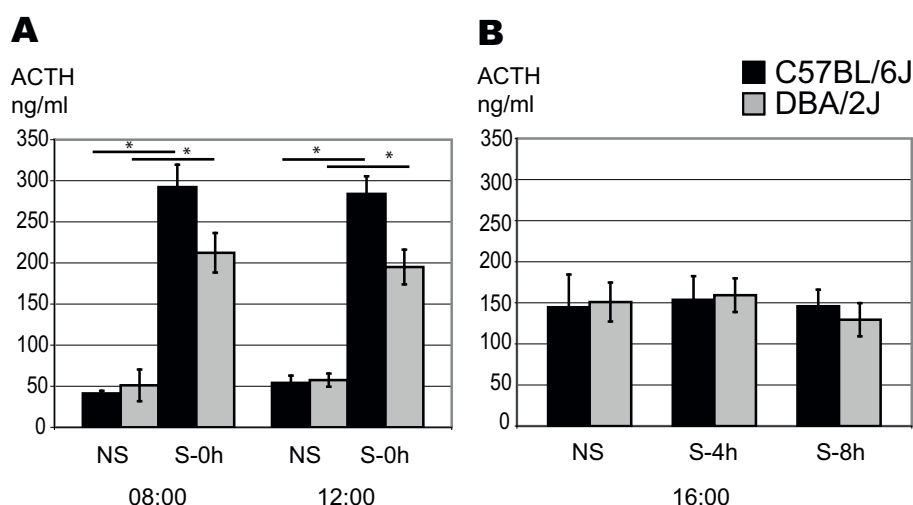 A
ACTH
ng/ml
350
300
250
200
150
100
50
0
* * * *
NS S-0h NS S-0h
08:00 12:00
B
ACTH
ng/ml
C57BL/6J
DBA/2J
350
300
250
200
150
100
50
0
NS S-4h S-8h
16:00